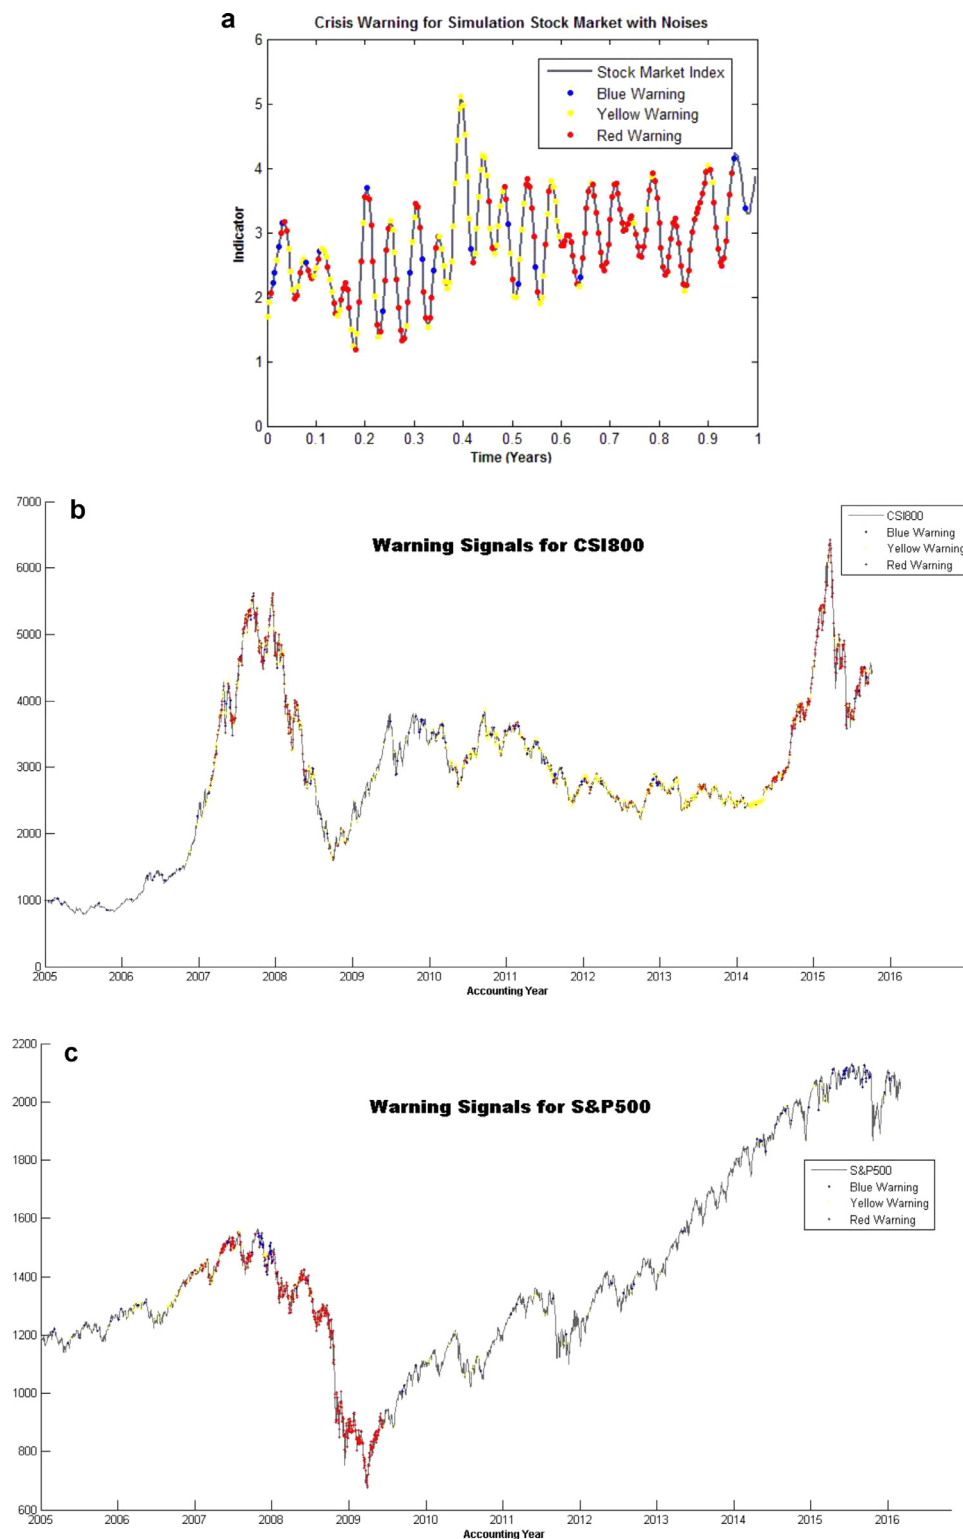 a
Crisis Warning for Simulation Stock Market with Noises
6
5
4
3
2
1
0
Indicator
Stock Market Index
Blue Warning
Yellow Warning
Red Warning
0 0.1 0.2 0.3 0.4 0.5 0.6 0.7 0.8 0.9 1
Time (Years)
b
Warning Signals for CSI800
7000
6000
5000
4000
3000
2000
1000
0
CSI800
Blue Warning
Yellow Warning
Red Warning
2005 2006 2007 2008 2009 2010 2011 2012 2013 2014 2015 2016
Accounting Year
c
Warning Signals for S&P500
2200
2000
1800
1600
1400
1200
1000
800
600
S&P500
Blue Warning
Yellow Warning
Red Warning
2005 2006 2007 2008 2009 2010 2011 2012 2013 2014 2015 2016
Accounting Year